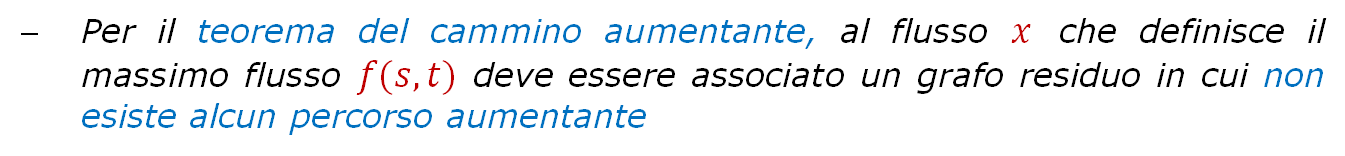 – Per il teorema del cammino aumentante, al flusso x che definisce il
massimo flusso f(s,t) deve essere associato un grafo residuo in cui non
esiste alcun percorso aumentante